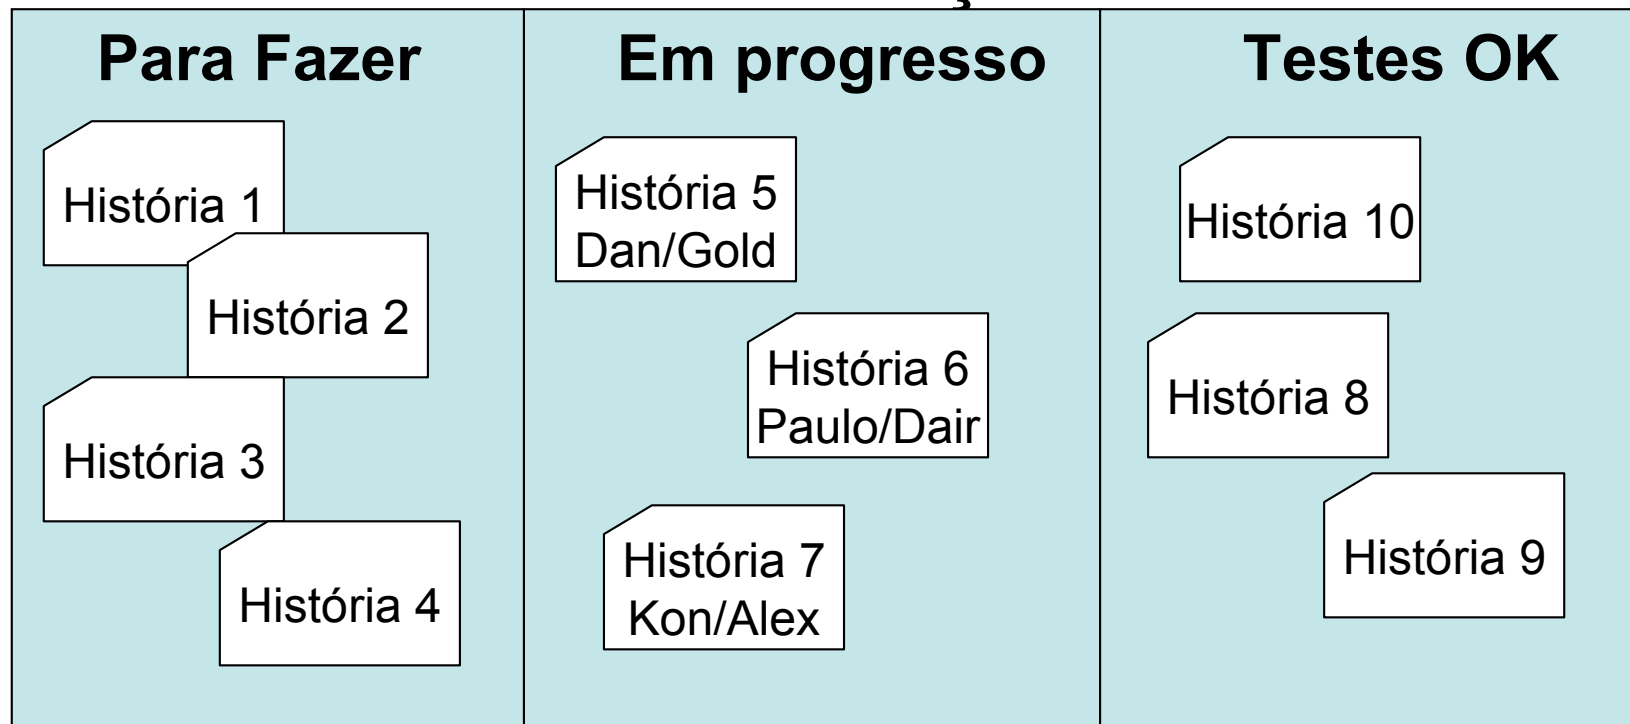 Para Fazer
História 1
História 2
História 3
História 4
Em progresso
História 5
Dan/Gold
História 6
Paulo/Dair
História 7
Kon/Alex
Testes OK
História 10
História 8
História 9